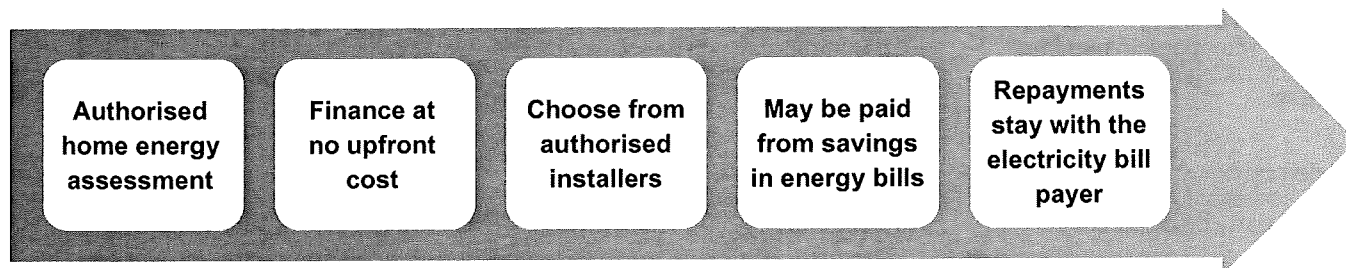 Authorised
home energy
assessment
Finance at
no upfront
cost
Choose from
authorised
installers
May be paid
from savings
in energy bills
Repayments
stay with the
electricity bill
payer